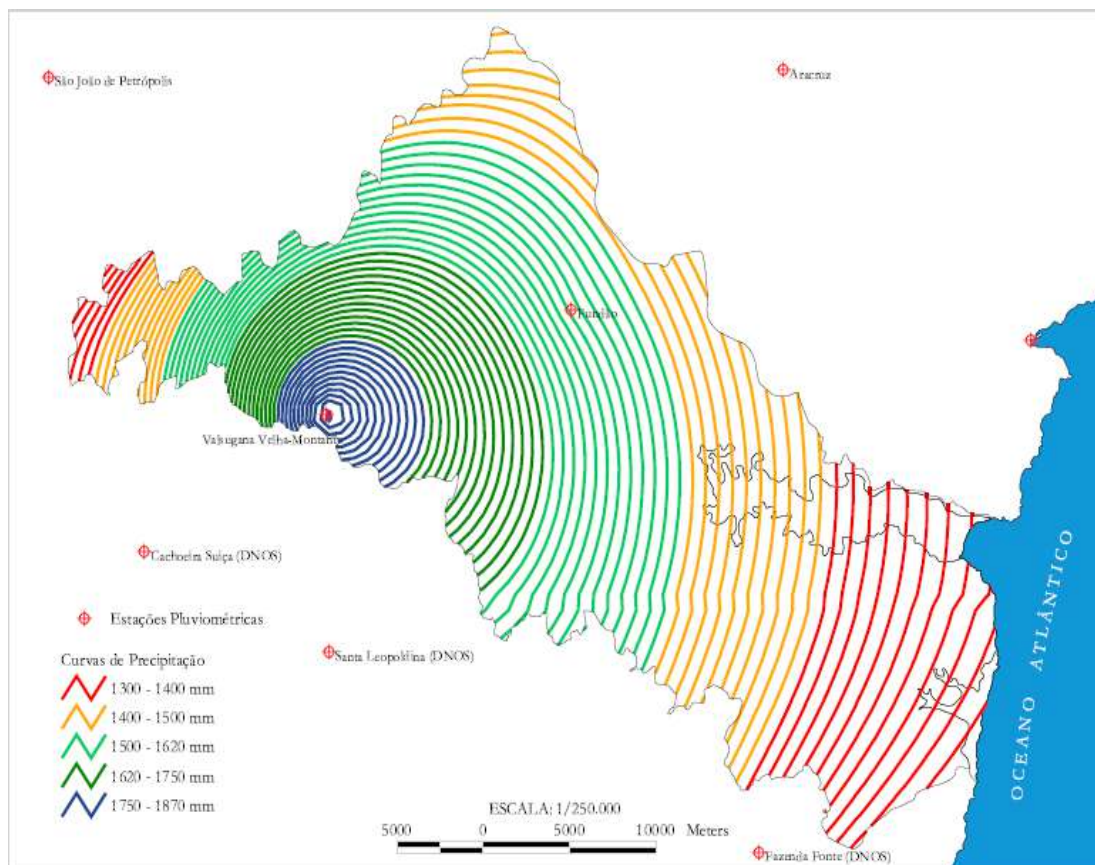 São João de Petrópolis
Aracruz
Fundão
Valsugana Velha-Montante
Cachoeira Suíça (DNOS)
Estações Pluviométricas
Santa Leopoldina (DNOS)
Curvas de Precipitação
1300 - 1400 mm
1400 - 1500 mm
1500 - 1620 mm
1620 - 1750 mm
1750 - 1870 mm
OCEANO ATLÂNTICO
ESCALA: 1/250.000
5000 0 5000 10000 Meters
Fazenda Fonte (DNOS)